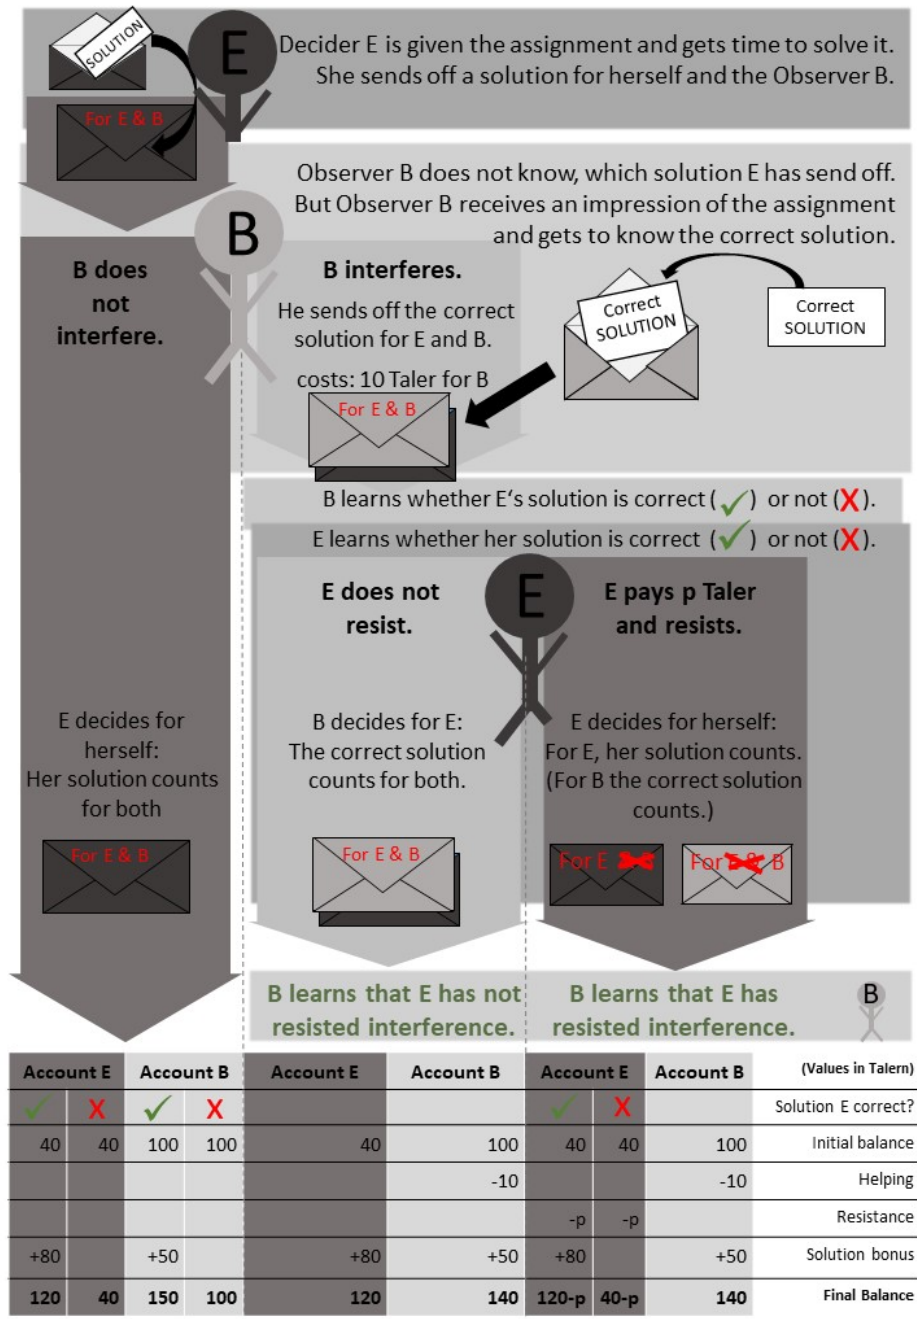 SOLUTION
E
Decider E is given the assignment and gets time to solve it.
She sends off a solution for herself and the Observer B.
For E & B
Observer B does not know, which solution E has send off.
But Observer B receives an impression of the assignment
and gets to know the correct solution.
B
B does
not
interfere.
B interferes.
He sends off the correct
solution for E and B.
costs: 10 Taler for B
For E & B
Correct
SOLUTION
Correct
SOLUTION
B learns whether E‘s solution is correct ( ✓ ) or not (X).
E learns whether her solution is correct ( ✓ ) or not (X).
E does not
resist.
E
E pays p Taler
and resists.
E decides for
herself:
Her solution counts
for both
For E & B
B decides for E:
The correct solution
counts for both.
For E & B
E decides for herself:
For E, her solution counts.
(For B the correct solution
counts.)
For E & B
For E & B
B learns that E has not
resisted interference.
B learns that E has
resisted interference.
B
Account E Account B Account E Account B Account E Account B (Values in Talern)
✓ X ✓ X ✓ X Solution E correct?
40 40 100 100 40 100 40 40 100 Initial balance
-10 -10 Helping
-p -p Resistance
+80 +50 +80 +50 +80 +50 Solution bonus
120 40 150 100 120 140 120-p 40-p 140 Final Balance